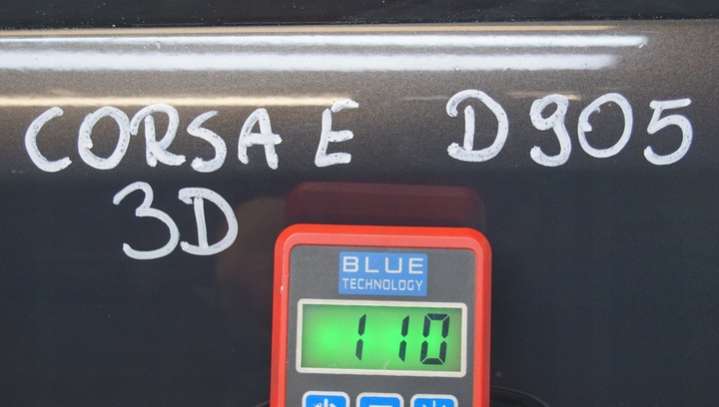 CORSA E D905
3D
BLUE
TECHNOLOGY
110